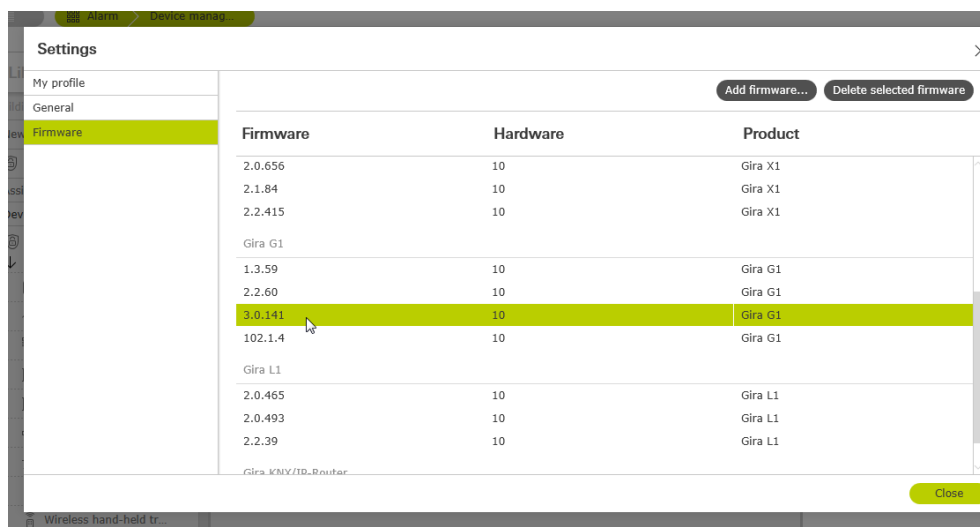 Alarm Device manag...
Settings
My profile
General
Firmware
Add firmware... Delete selected firmware
Firmware Hardware Product
2.0.656 10 Gira X1
2.1.84 10 Gira X1
2.2.415 10 Gira X1
Gira G1
1.3.59 10 Gira G1
2.2.60 10 Gira G1
3.0.141 10 Gira G1
102.1.4 10 Gira G1
Gira L1
2.0.465 10 Gira L1
2.0.493 10 Gira L1
2.2.39 10 Gira L1
Gira KNX/IP-Router
Close
Wireless hand-held tr...